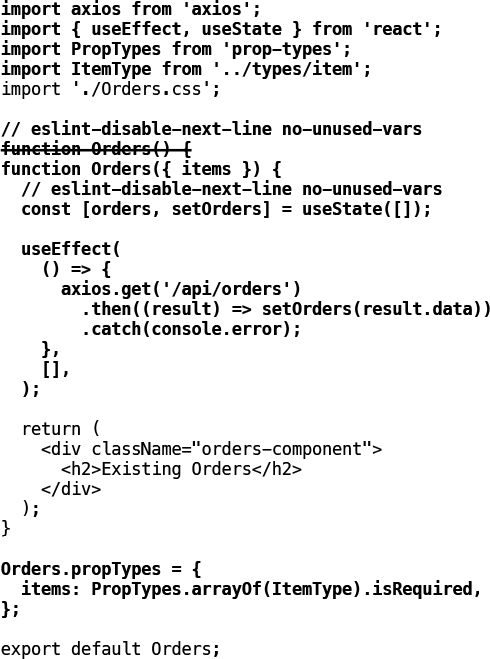 import axios from 'axios';
import { useEffect, useState } from 'react';
import PropTypes from 'prop-types';
import ItemType from '../types/item';
import './Orders.css';

// eslint-disable-next-line no-unused-vars
function Orders() {
function Orders({ items }) {
  // eslint-disable-next-line no-unused-vars
  const [orders, setOrders] = useState([]);

  useEffect(
    () => {
      axios.get('/api/orders')
        .then((result) => setOrders(result.data))
        .catch(console.error);
    },
    [],
  );

  return (
    <div className="orders-component">
      <h2>Existing Orders</h2>
    </div>
  );
}

Orders.propTypes = {
  items: PropTypes.arrayOf(ItemType).isRequired,
};

export default Orders;